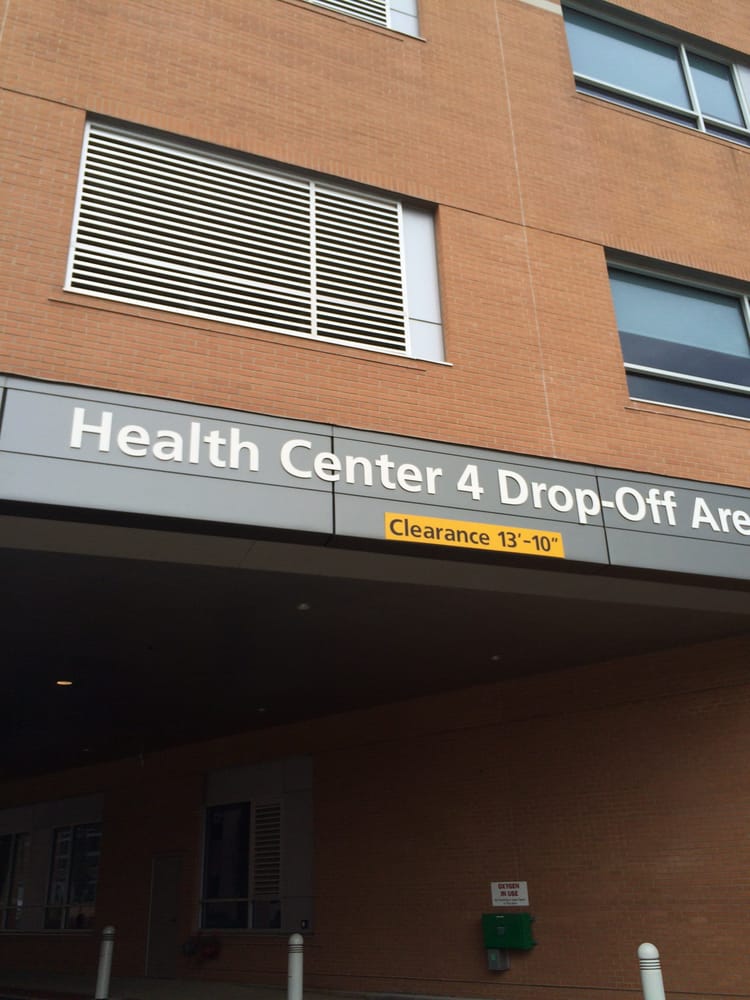 Health Center 4 Drop-Off Are
Clearance 13'-10"
OXYGEN
IN USE